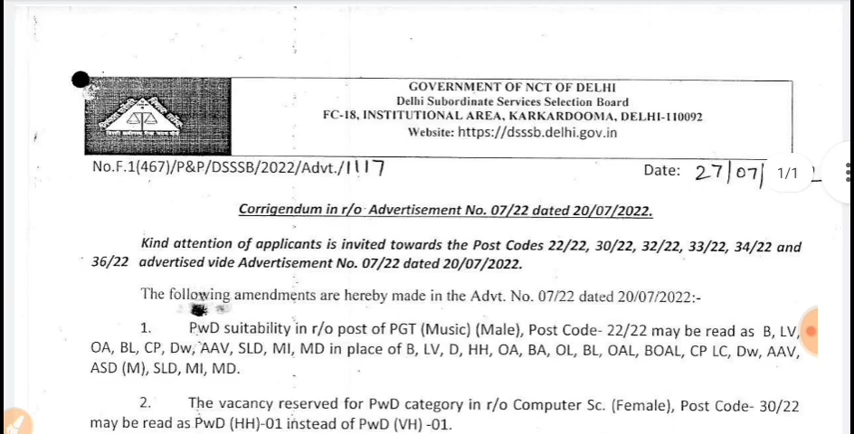 GOVERNMENT OF NCT OF DELHI
Delhi Subordinate Services Selection Board
FC-18, INSTITUTIONAL AREA, KARKARDOOMA, DELHI-110092
Website: https://dsssb.delhi.gov.in
No.F.1(467)/P&P/DSSSB/2022/Advt./1117
Date: 27/07/
1/1
Corrigendum in r/o Advertisement No. 07/22 dated 20/07/2022.
Kind attention of applicants is invited towards the Post Codes 22/22, 30/22, 32/22, 33/22, 34/22 and
36/22 advertised vide Advertisement No. 07/22 dated 20/07/2022.
The following amendments are hereby made in the Advt. No. 07/22 dated 20/07/2022:-
1. PwD suitability in r/o post of PGT (Music) (Male), Post Code- 22/22 may be read as B, LV,
OA, BL, CP, Dw, AAV, SLD, MI, MD in place of B, LV, D, HH, OA, BA, OL, BL, OAL, BOAL, CP LC, Dw, AAV,
ASD (M), SLD, MI, MD.
2. The vacancy reserved for PwD category in r/o Computer Sc. (Female), Post Code- 30/22
may be read as PwD (HH)-01 instead of PwD (VH) -01.